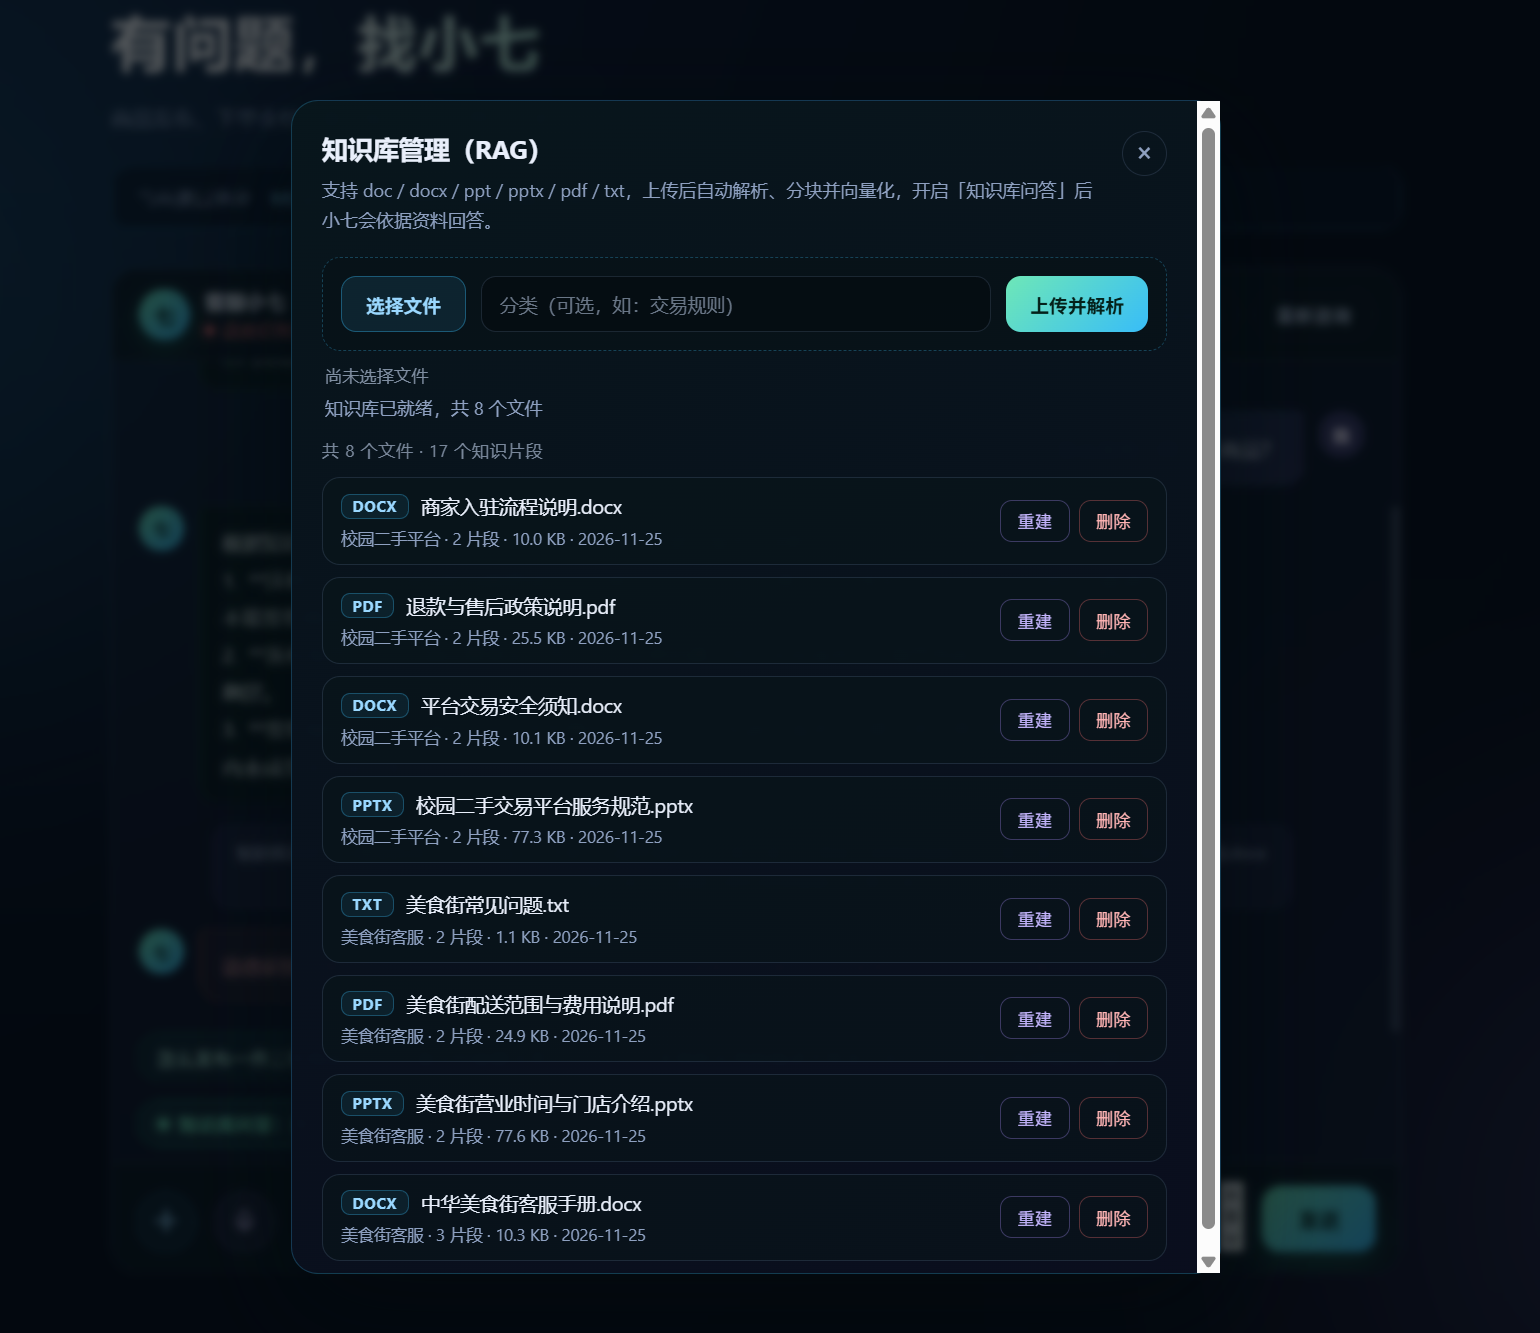 有问题，找小七
知识库管理（RAG）
×
支持 doc / docx / ppt / pptx / pdf / txt，上传后自动解析、分块并向量化，开启「知识库问答」后
小七会依据资料回答。
选择文件
分类（可选，如：交易规则）
上传并解析
尚未选择文件
知识库已就绪，共 8 个文件
共 8 个文件 · 17 个知识片段
DOCX 商家入驻流程说明.docx
校园二手平台 · 2 片段 · 10.0 KB · 2026-11-25
重建 删除
PDF 退款与售后政策说明.pdf
校园二手平台 · 2 片段 · 25.5 KB · 2026-11-25
重建 删除
DOCX 平台交易安全须知.docx
校园二手平台 · 2 片段 · 10.1 KB · 2026-11-25
重建 删除
PPTX 校园二手交易平台服务规范.pptx
校园二手平台 · 2 片段 · 77.3 KB · 2026-11-25
重建 删除
TXT 美食街常见问题.txt
美食街客服 · 2 片段 · 1.1 KB · 2026-11-25
重建 删除
PDF 美食街配送范围与费用说明.pdf
美食街客服 · 2 片段 · 24.9 KB · 2026-11-25
重建 删除
PPTX 美食街营业时间与门店介绍.pptx
美食街客服 · 2 片段 · 77.6 KB · 2026-11-25
重建 删除
DOCX 中华美食街客服手册.docx
美食街客服 · 3 片段 · 10.3 KB · 2026-11-25
重建 删除